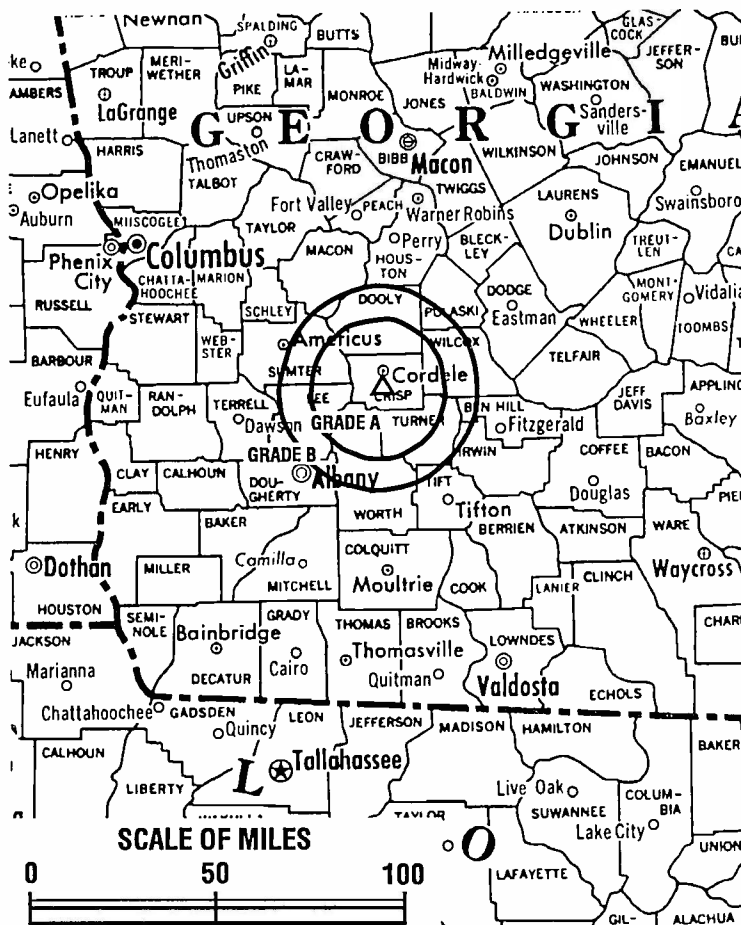 Newnan
SPALDING
BUTTS
GLAS-
COCK
JEFFER-
SON
Griffin
MERI-
WETHER
TROUP
LaGrange
AMBERS
PIKE
LA-
MAR
MONROE
JONES
Midway-
Hardwick
Milledgeville
BALDWIN
WASHINGTON
Sanders-
ville
GEORGIA
UPSON
Thomaston
Lanett
HARRIS
TALBOT
CRAW-
FORD
BIBB
Macon
WILKINSON
JOHNSON
EMANUEL
Swainsboro
Opelika
Auburn
MUSCOGEE
Fort Valley
PEACH
TWIGGS
Warner Robins
LAURENS
Dublin
TAYLOR
Columbus
Phenix
City
MACON
Perry
HOUS-
TON
BLECK-
LEY
TREUT-
LEN
CHATTA-
HOOCHEE
MARION
RUSSELL
STEWART
SCHLEY
DOOLY
PULASKI
DODGE
Eastman
MONT-
GOMERY
Vidalia
WHEELER
TOOMBS
WEB-
STER
Americus
SUMTER
WILCOX
TELFAIR
BARBOUR
Eufaula
QUIT-
MAN
RAN-
DOLPH
TERRELL
Dawson
LEE
Cordele
CRISP
GRADE A
TURNER
BEN HILL
Fitzgerald
JEFF
DAVIS
APPLING
Baxley
HENRY
CLAY
CALHOUN
GRADE B
DOU-
GHERTY
Albany
IRWIN
COFFEE
Douglas
BACON
EARLY
BAKER
WORTH
TIFT
Tifton
BERRIEN
ATKINSON
WARE
Waycross
Dothan
MILLER
Camilla
MITCHELL
COLQUITT
Moultrie
COOK
LANIER
CLINCH
HOUSTON
SEMI-
NOLE
GRADY
THOMAS
BROOKS
LOWNDES
JACKSON
Bainbridge
DECATUR
Cairo
Thomasville
Quitman
Valdosta
ECHOLS
Marianna
Chattahoochee
GADSDEN
Quincy
LEON
JEFFERSON
MADISON
HAMILTON
BAKER
CALHOUN
LIBERTY
L
Tallahassee
Live Oak
SUWANNEE
COLUM-
BIA
Lake City
TAYLOR
O
LAFAYETTE
UNION
GIL-
ALACHUA
SCALE OF MILES
0 50 100